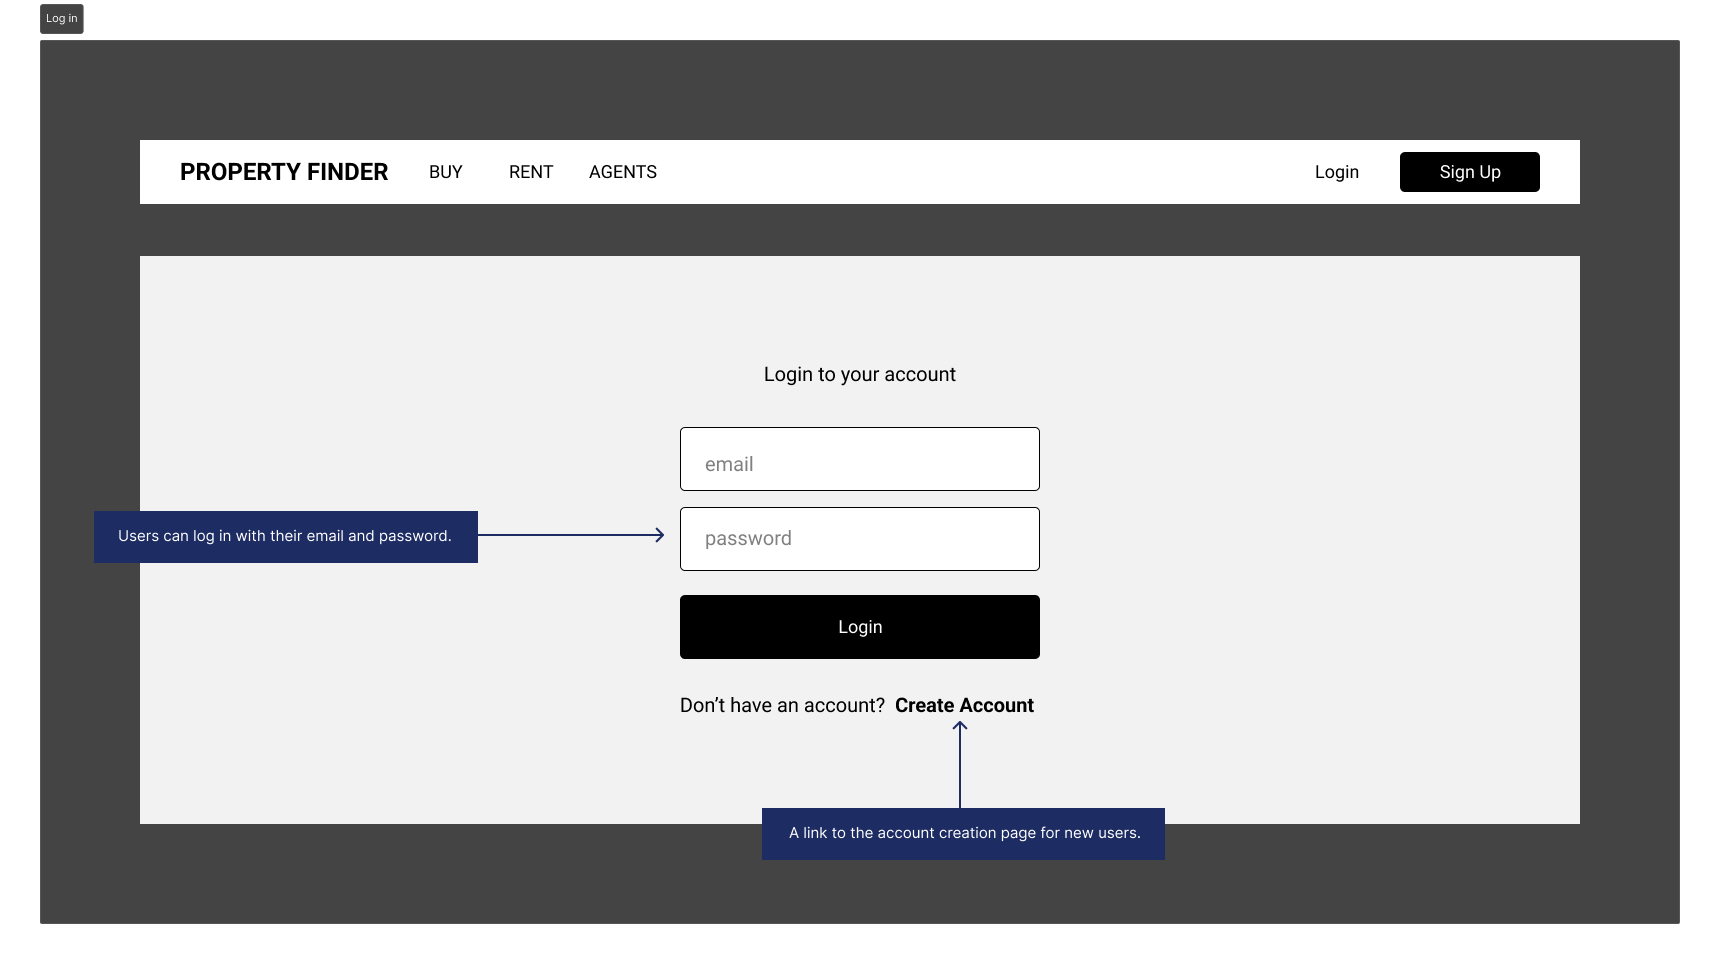 Log in
PROPERTY FINDER BUY RENT AGENTS Login Sign Up
Login to your account
email
Users can log in with their email and password.
password
Login
Don’t have an account? Create Account
A link to the account creation page for new users.